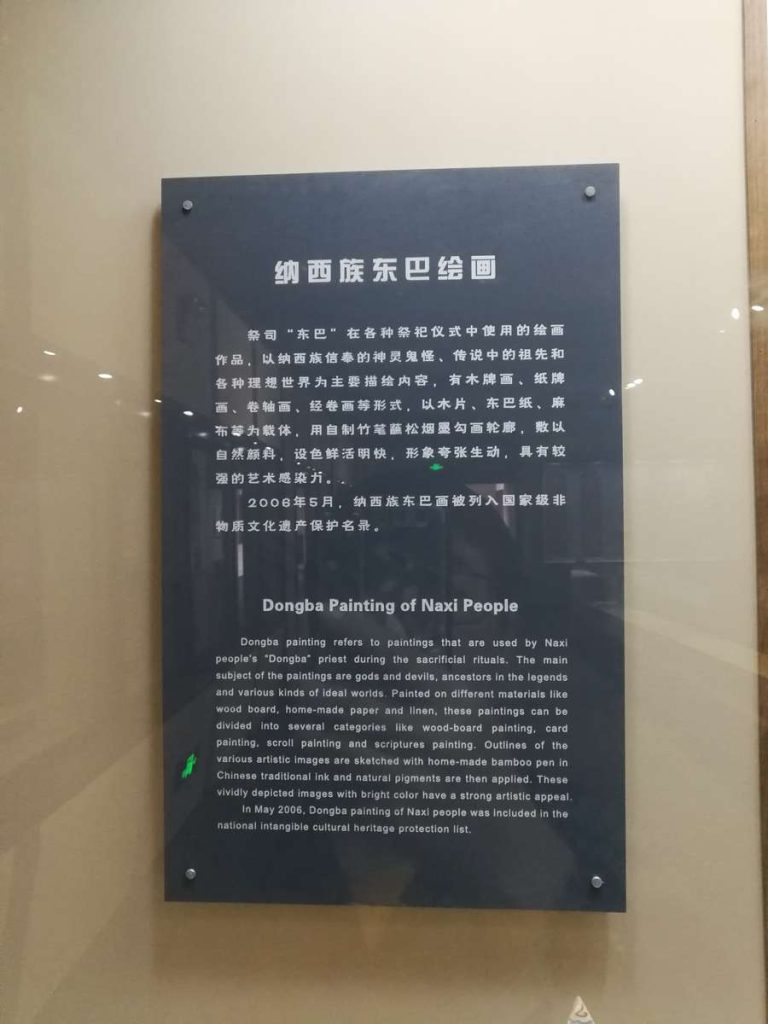 纳西族东巴绘画
祭司“东巴”在各种祭祀仪式中使用的绘画
作品，以纳西族信奉的神灵鬼怪、传说中的祖先和
各种理想世界为主要描绘内容，有木牌画、纸牌
画、卷轴画、经卷画等形式，以木片、东巴纸、麻
布等为载体，用自制竹笔蘸松烟墨勾画轮廓，敷以
自然颜料，设色鲜活明快，形象夸张生动，具有较
强的艺术感染力。
2006年5月，纳西族东巴画被列入国家级非
物质文化遗产保护名录。
Dongba Painting of Naxi People
Dongba painting refers to paintings that are used by Naxi
people's "Dongba" priest during the sacrificial rituals. The main
subject of the paintings are gods and devils, ancestors in the legends
and various kinds of ideal worlds. Painted on different materials like
wood board, home-made paper and linen, these paintings can be
divided into several categories like wood-board painting, card
painting, scroll painting and scriptures painting. Outlines of the
various artistic images are sketched with home-made bamboo pen in
Chinese traditional ink and natural pigments are then applied. These
vividly depicted images with bright color have a strong artistic appeal.
In May 2006, Dongba painting of Naxi people was included in the
national intangible cultural heritage protection list.